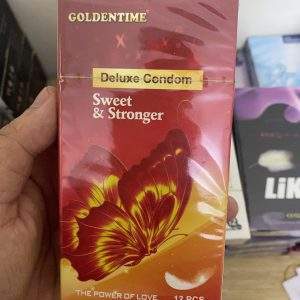 GOLDENTIME®
X
Deluxe Condom
Sweet
& Stronger
THE POWER OF LOVE
12 PCS
LiK